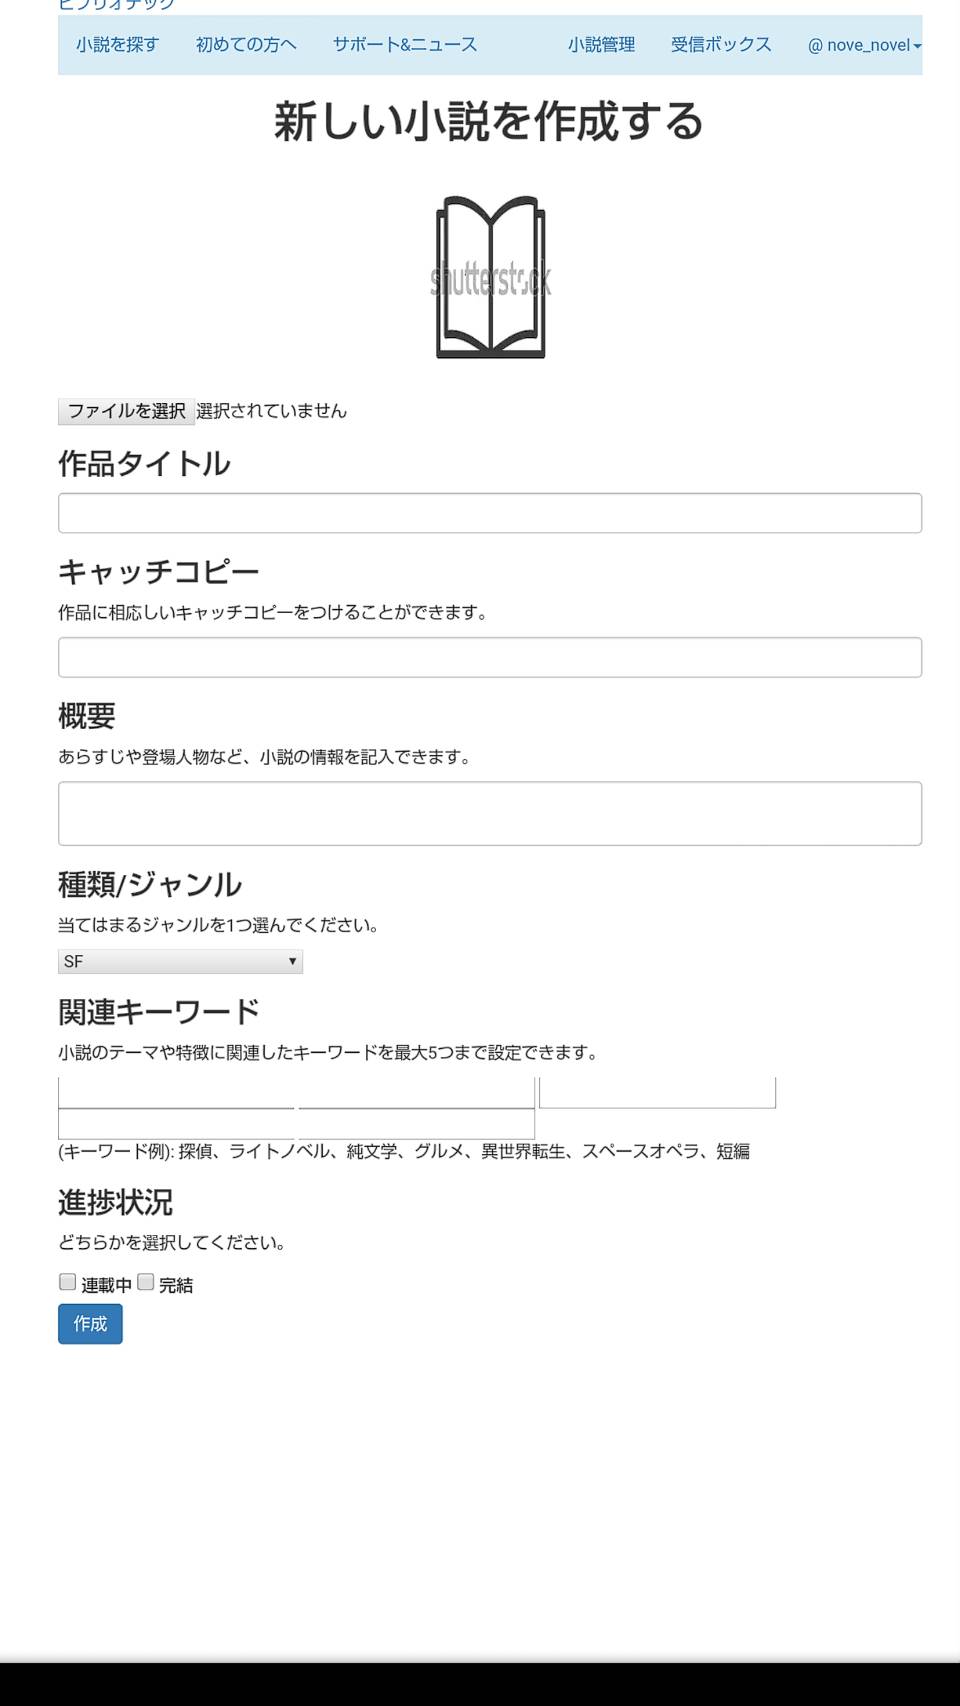 ビブリオテック
小説を探す 初めての方へ サポート&ニュース 小説管理 受信ボックス @ nove_novel
新しい小説を作成する
shutterstock
ファイルを選択 選択されていません
作品タイトル
キャッチコピー
作品に相応しいキャッチコピーをつけることができます。
概要
あらすじや登場人物など、小説の情報を記入できます。
種類/ジャンル
当てはまるジャンルを1つ選んでください。
SF
関連キーワード
小説のテーマや特徴に関連したキーワードを最大5つまで設定できます。
(キーワード例): 探偵、ライトノベル、純文学、グルメ、異世界転生、スペースオペラ、短編
進捗状況
どちらかを選択してください。
連載中 完結
作成